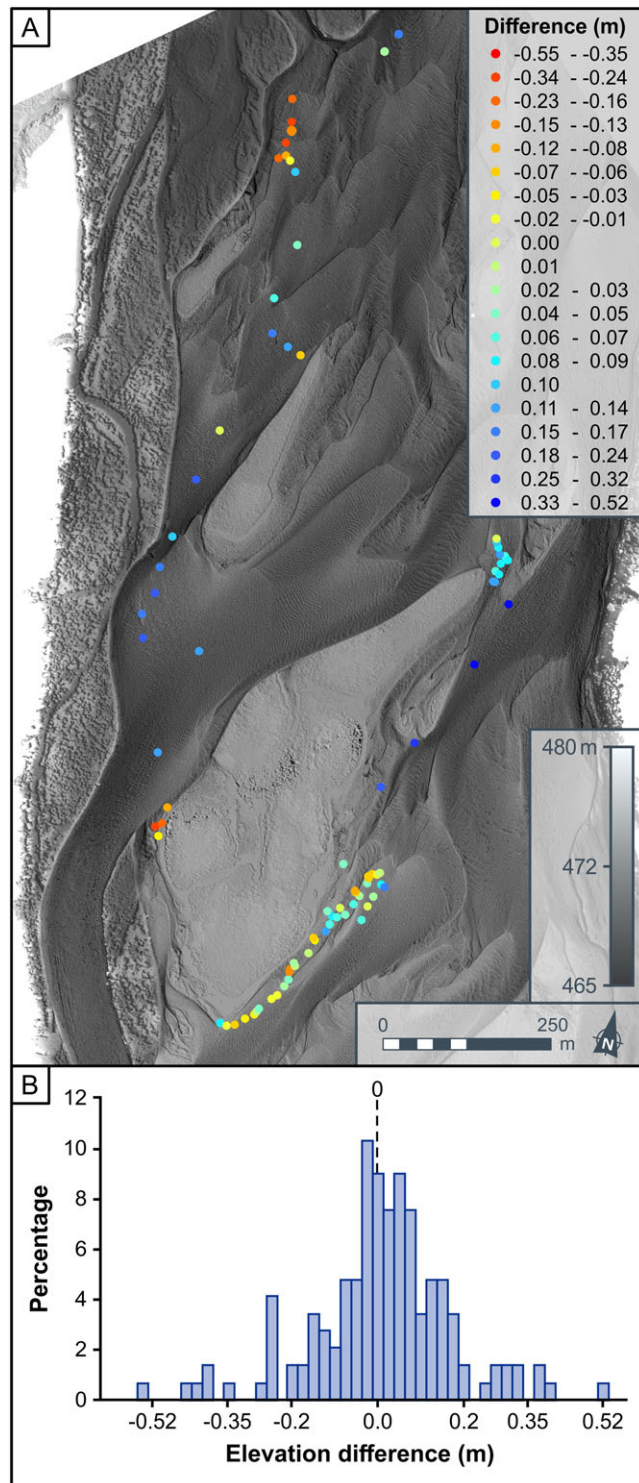 A
Difference (m)
-0.55 - -0.35
-0.34 - -0.24
-0.23 - -0.16
-0.15 - -0.13
-0.12 - -0.08
-0.07 - -0.06
-0.05 - -0.03
-0.02 - -0.01
0.00
0.01
0.02 - 0.03
0.04 - 0.05
0.06 - 0.07
0.08 - 0.09
0.10
0.11 - 0.14
0.15 - 0.17
0.18 - 0.24
0.25 - 0.32
0.33 - 0.52
480 m
472
465
0 250
m
N
B
0
12
10
8
6
4
2
0
Percentage
-0.52 -0.35 -0.2 0.0 0.2 0.35 0.52
Elevation difference (m)